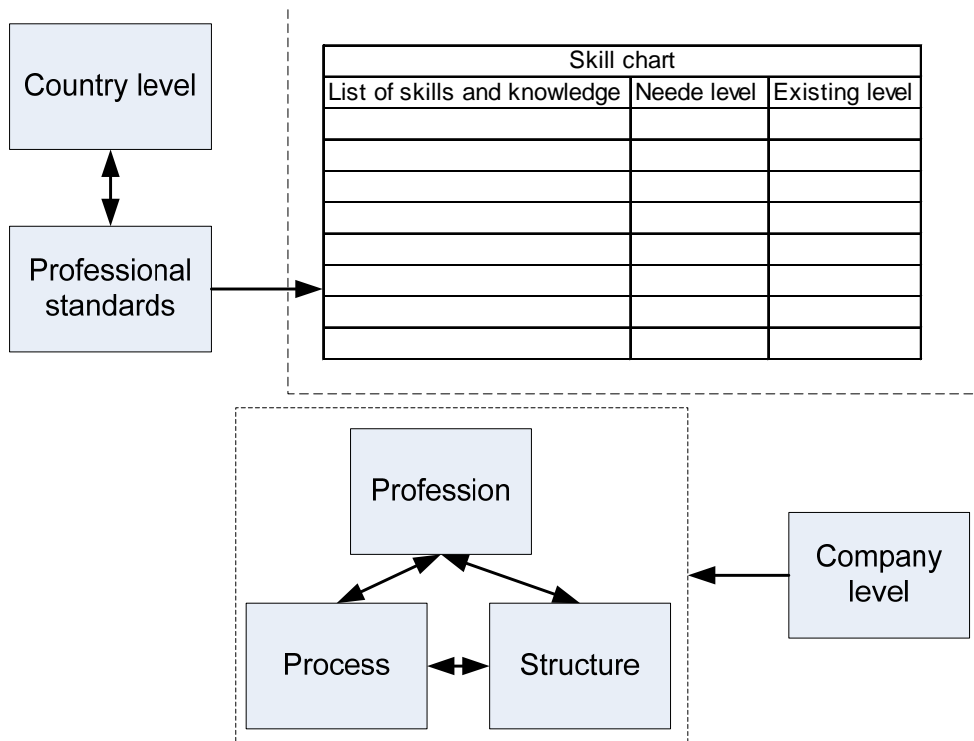 Country level
Professional
standards
Skill chart
List of skills and knowledge Neede level Existing level
Profession
Process
Structure
Company
level